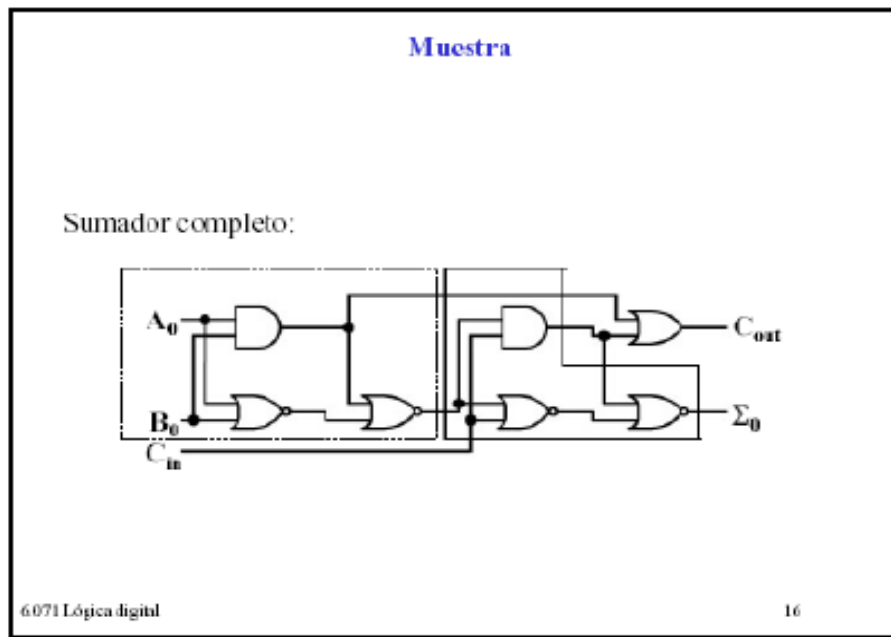 Muestra
Sumador completo:
A0
B0
Cin
Cout
Σ0
6.071 Lógica digital
16